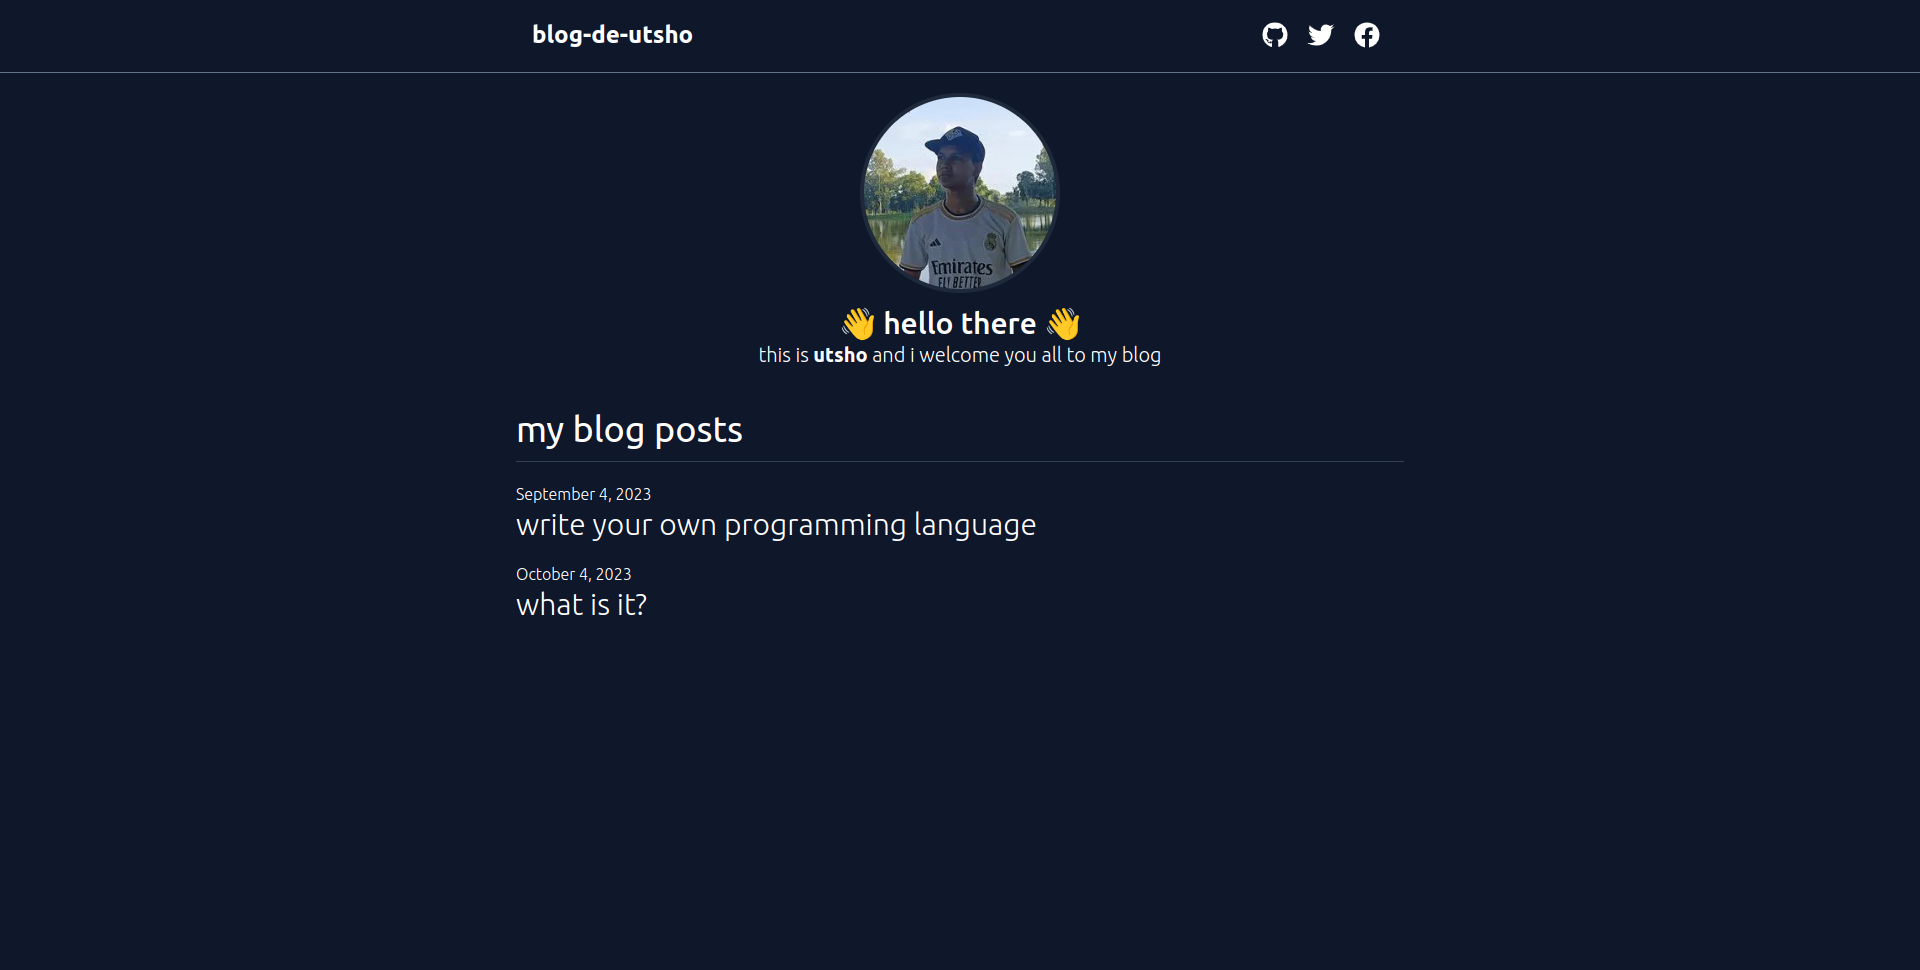 blog-de-utsho
Emirates
FLY BETTER
👋 hello there 👋
this is utsho and i welcome you all to my blog
my blog posts
September 4, 2023
write your own programming language
October 4, 2023
what is it?